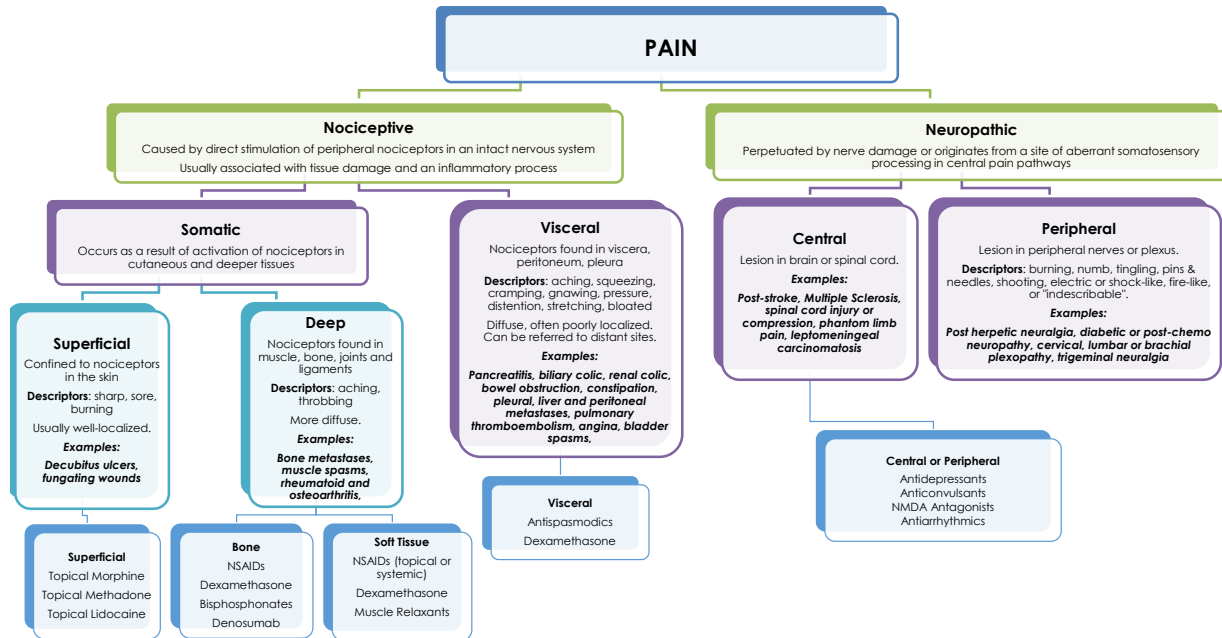 PAIN
Nociceptive
Caused by direct stimulation of peripheral nociceptors in an intact nervous system
Usually associated with tissue damage and an inflammatory process
Neuropathic
Perpetuated by nerve damage or originates from a site of aberrant somatosensory
processing in central pain pathways
Somatic
Occurs as a result of activation of nociceptors in
cutaneous and deeper tissues
Visceral
Nociceptors found in viscera,
peritoneum, pleura
Descriptors: aching, squeezing,
cramping, gnawing, pressure,
distention, stretching, bloated
Diffuse, often poorly localized.
Can be referred to distant sites.
Examples:
Pancreatitis, biliary colic, renal colic,
bowel obstruction, constipation,
pleural, liver and peritoneal
metastases, pulmonary
thromboembolism, angina, bladder
spasms,
Central
Lesion in brain or spinal cord.
Examples:
Post-stroke, Multiple Sclerosis,
spinal cord injury or
compression, phantom limb
pain, leptomeningeal
carcinomatosis
Peripheral
Lesion in peripheral nerves or plexus.
Descriptors: burning, numb, tingling, pins &
needles, shooting, electric or shock-like, fire-like,
or "indescribable".
Examples:
Post herpetic neuralgia, diabetic or post-chemo
neuropathy, cervical, lumbar or brachial
plexopathy, trigeminal neuralgia
Superficial
Confined to nociceptors
in the skin
Descriptors: sharp, sore,
burning
Usually well-localized.
Examples:
Decubitus ulcers,
fungating wounds
Deep
Nociceptors found in
muscle, bone, joints and
ligaments
Descriptors: aching,
throbbing
More diffuse.
Examples:
Bone metastases,
muscle spasms,
rheumatoid and
osteoarthritis,
Superficial
Topical Morphine
Topical Methadone
Topical Lidocaine
Bone
NSAIDs
Dexamethasone
Bisphosphonates
Denosumab
Soft Tissue
NSAIDs (topical or
systemic)
Dexamethasone
Muscle Relaxants
Visceral
Antispasmodics
Dexamethasone
Central or Peripheral
Antidepressants
Anticonvulsants
NMDA Antagonists
Antiarrhythmics